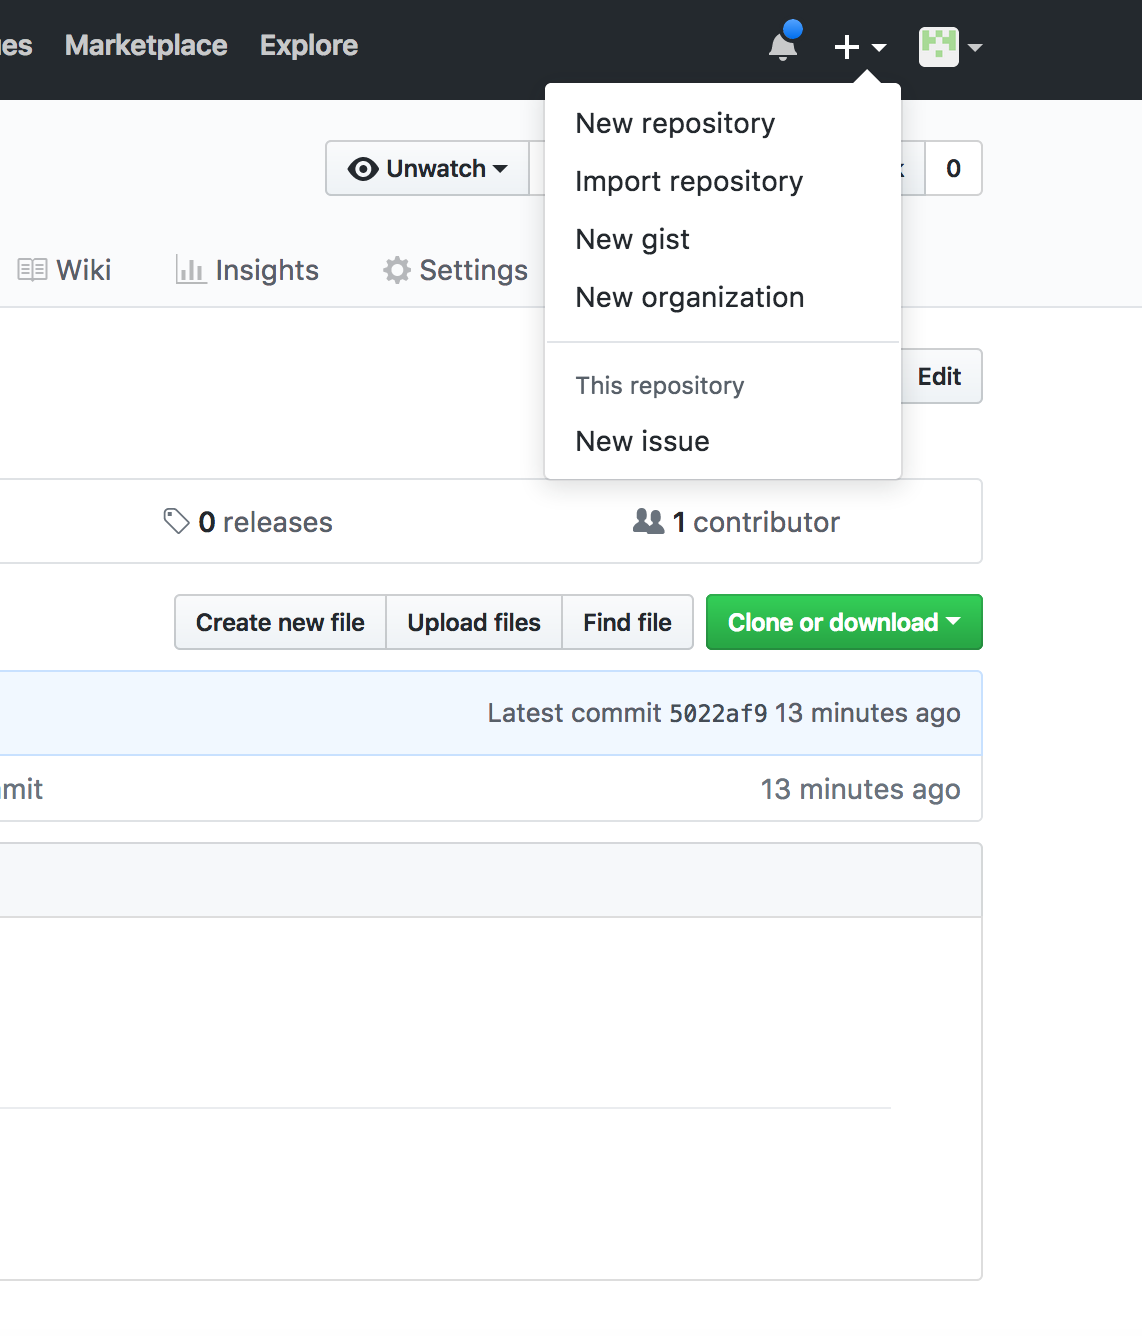 Marketplace Explore
Unwatch
0
New repository
Import repository
New gist
New organization
This repository
New issue
Wiki Insights Settings
Edit
0 releases 1 contributor
Create new file Upload files Find file Clone or download
Latest commit 5022af9 13 minutes ago
13 minutes ago